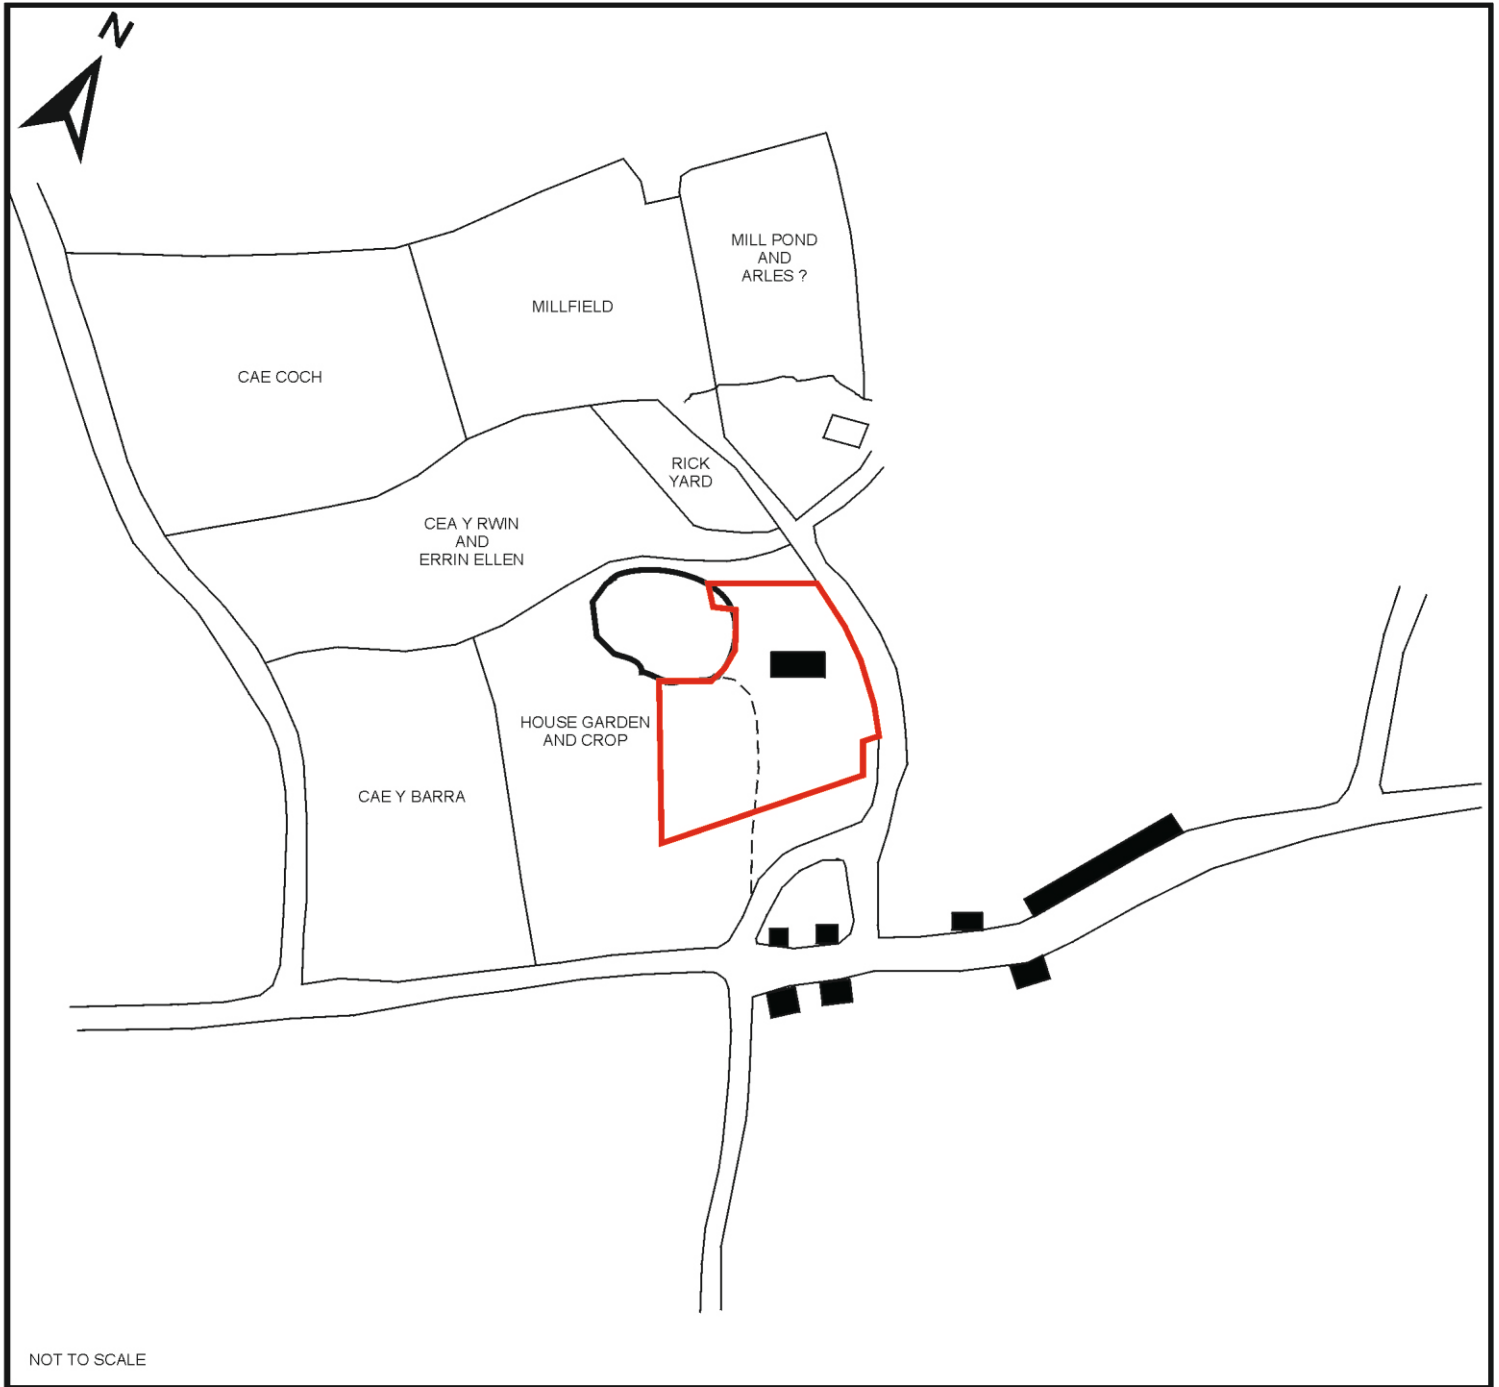 N
MILL POND
AND
ARLES ?
MILLFIELD
CAE COCH
RICK
YARD
CEA Y RWIN
AND
ERRIN ELLEN
HOUSE GARDEN
AND CROP
CAE Y BARRA
NOT TO SCALE